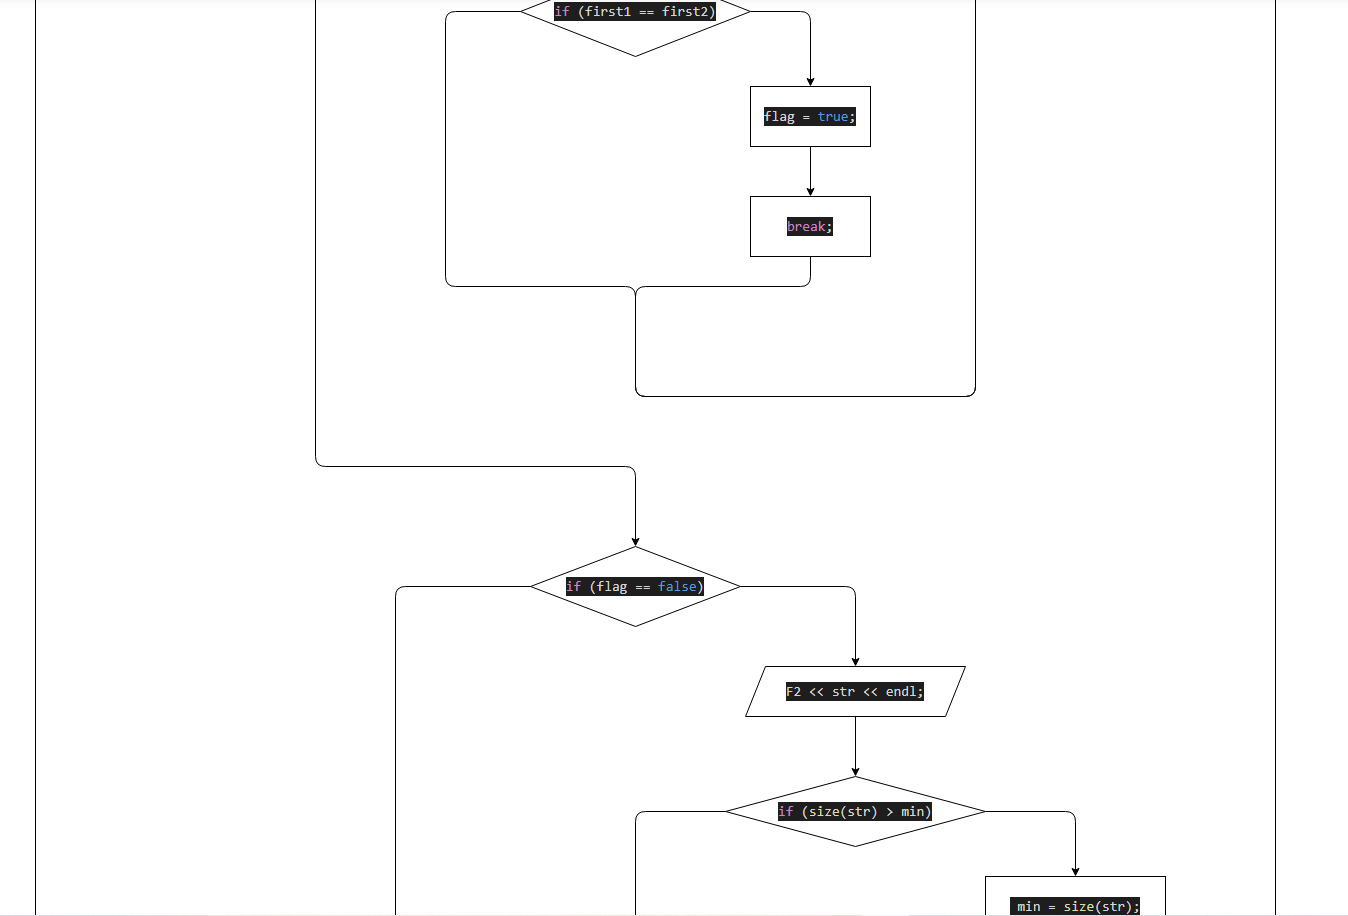 if (first1 == first2)
flag = true;
break;
if (flag == false)
F2 << str << endl;
if (size(str) > min)
min = size(str);